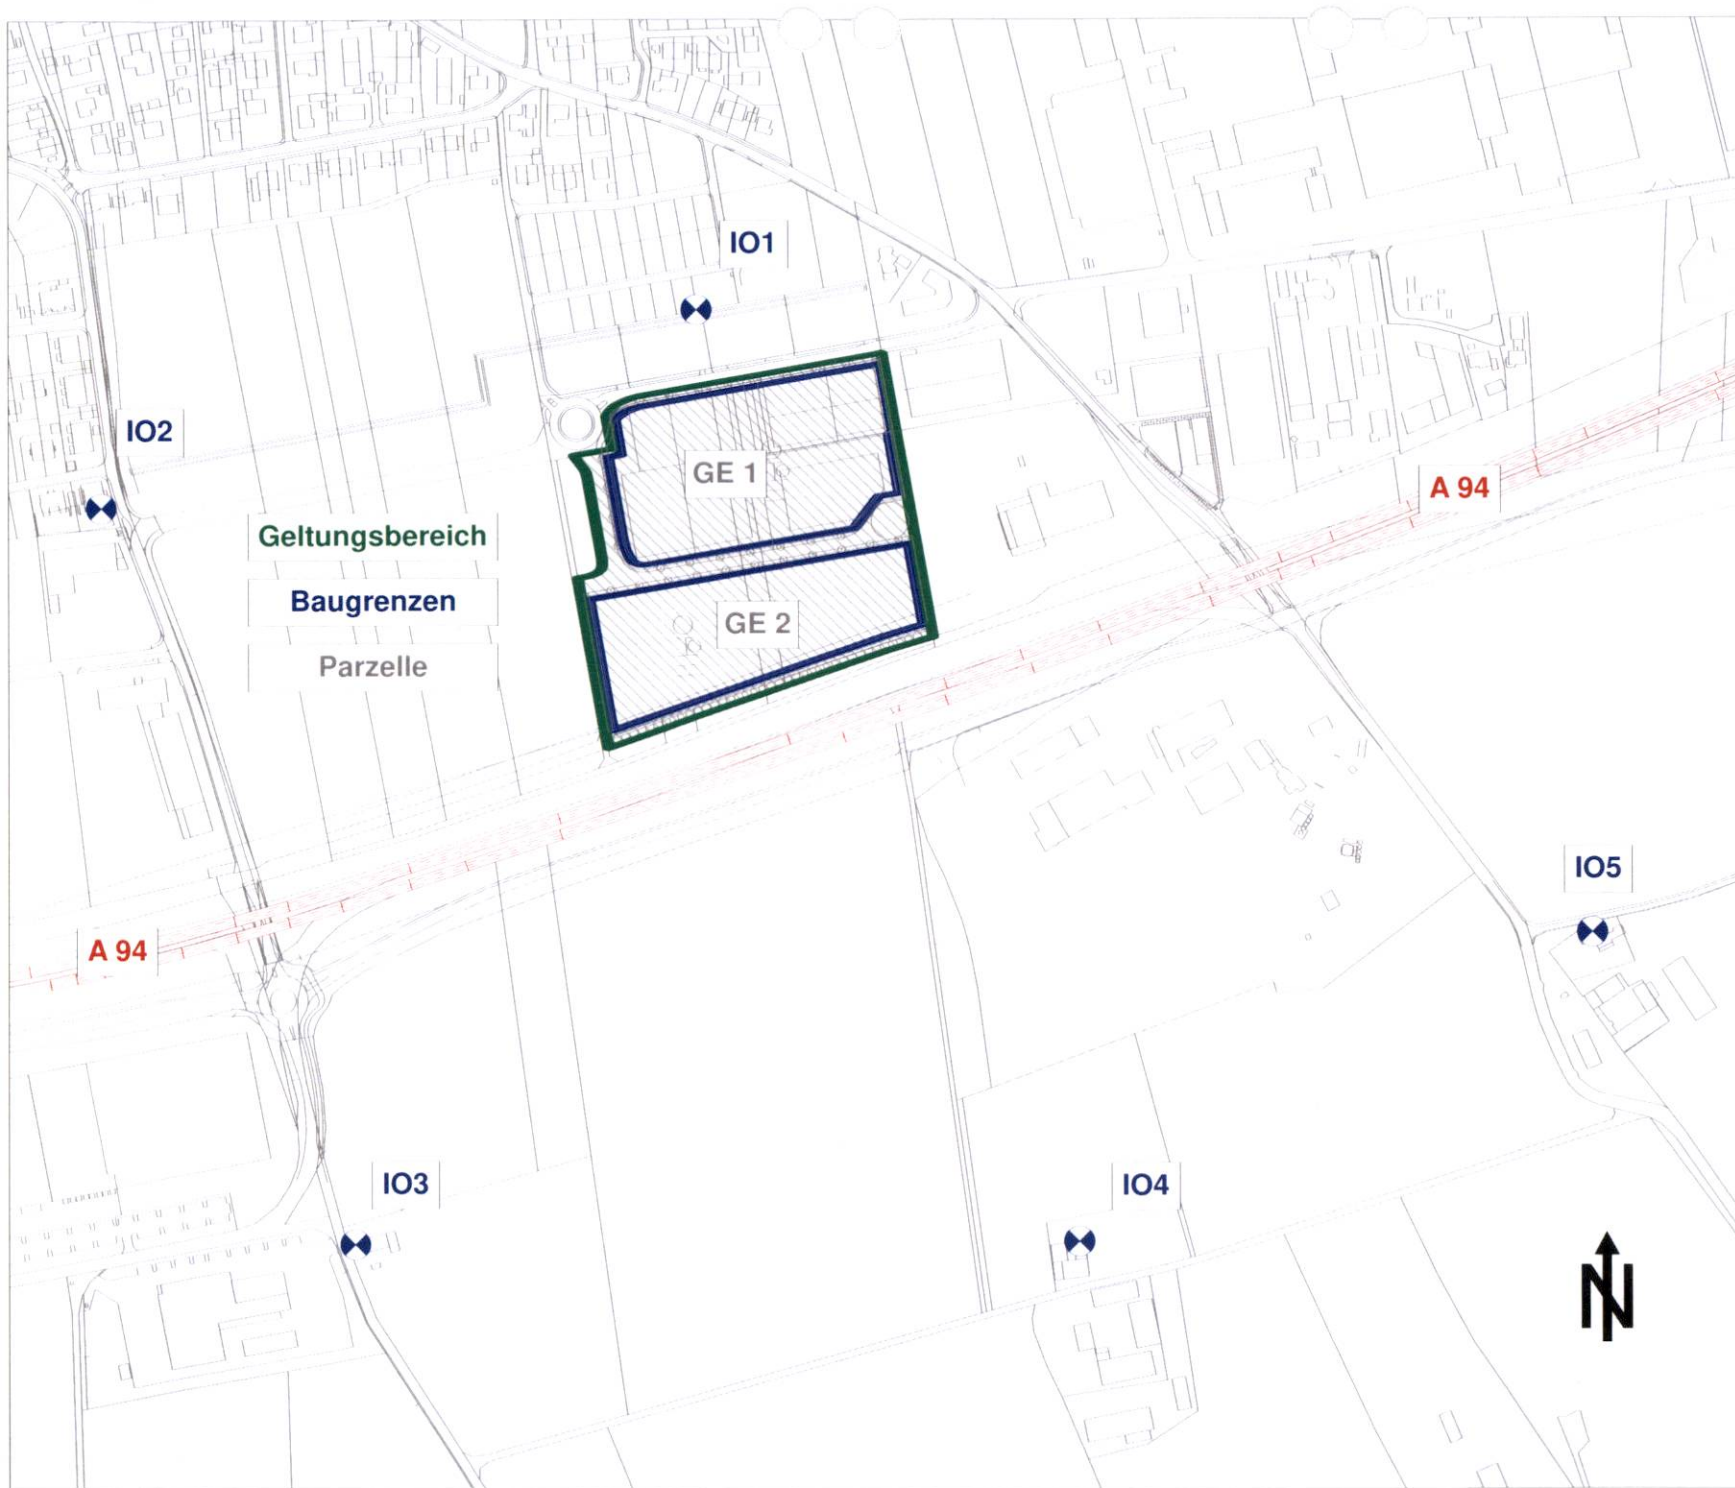 IO1
IO2
GE 1
A 94
Geltungsbereich
Baugrenzen
GE 2
Parzelle
IO5
A 94
IO3
IO4
N